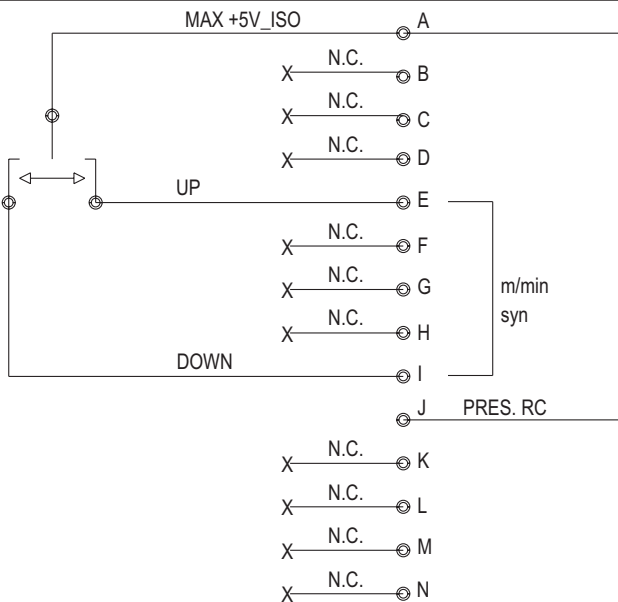 MAX +5V_ISO A
X N.C. B
X N.C. C
X N.C. D
UP E
X N.C. F
X N.C. G
m/min
syn
X N.C. H
DOWN I
J PRES. RC
X N.C. K
X N.C. L
X N.C. M
X N.C. N